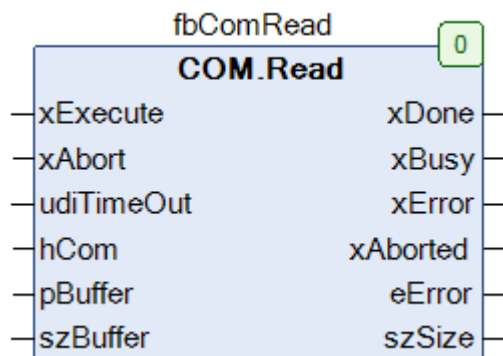 fbComRead
0
COM.Read
xExecute xDone
xAbort xBusy
udiTimeOut xError
hCom xAborted
pBuffer eError
szBuffer szSize